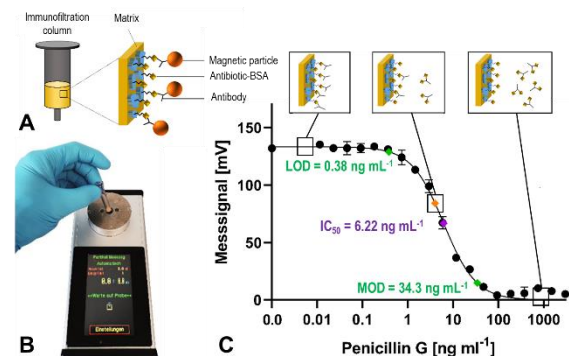 Immunofiltration
column
Matrix
Magnetic particle
Antibiotic-BSA
Antibody
A
B
Einstellungen
C
Messsignal [mV]
150
100
50
0
LOD = 0.38 ng mL⁻¹
IC₅₀ = 6.22 ng mL⁻¹
MOD = 34.3 ng mL⁻¹
0.0 0.01 0.1 1 10 100 1000
Penicillin G [ng ml⁻¹]